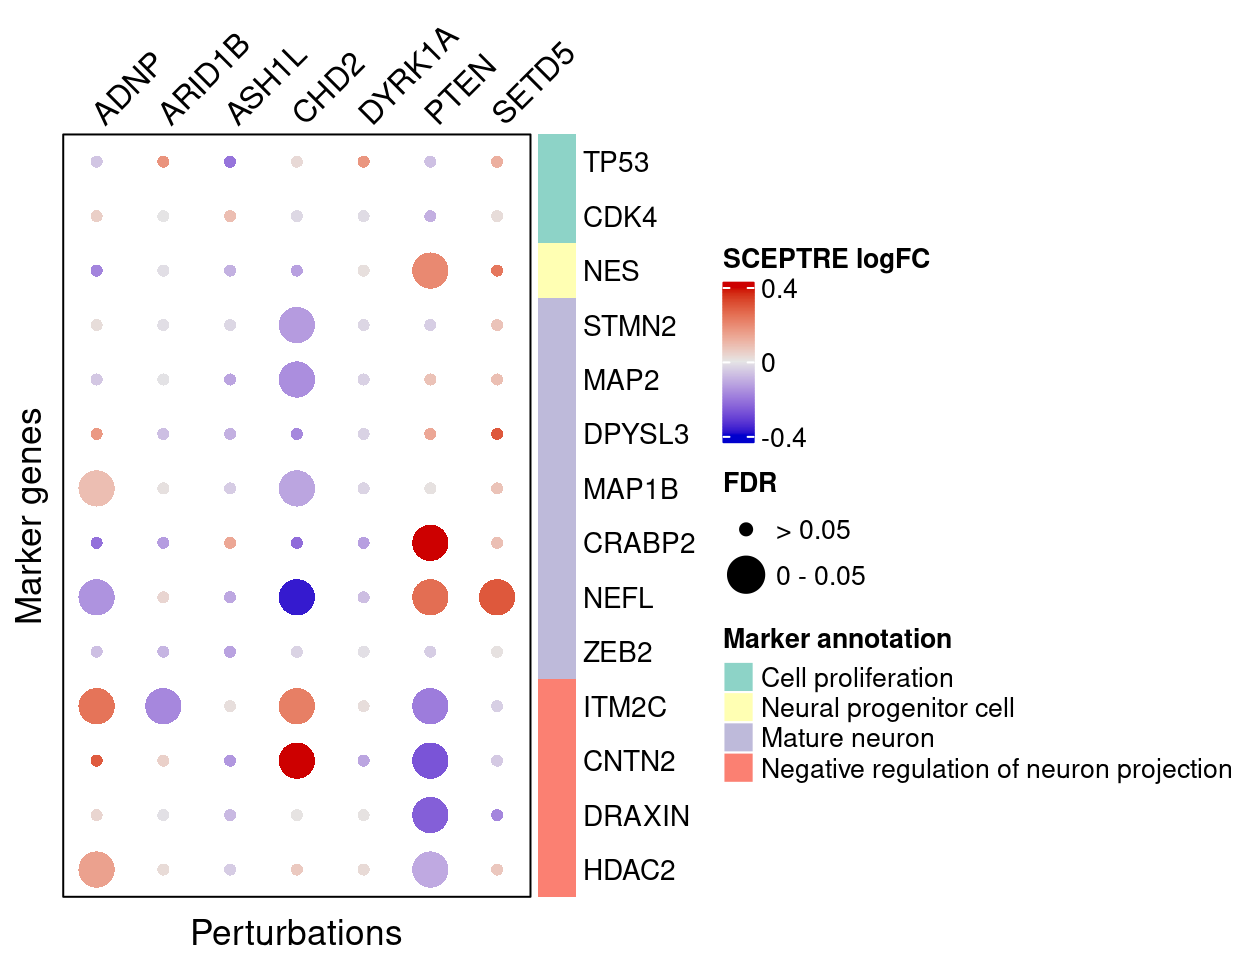 ADNP
ARID1B
ASH1L
CHD2
DYRK1A
PTEN
SETD5
Marker genes
TP53
CDK4
NES
STMN2
MAP2
DPYSL3
MAP1B
CRABP2
NEFL
ZEB2
ITM2C
CNTN2
DRAXIN
HDAC2
Perturbations
SCEPTRE logFC
0.4
0
-0.4
FDR
> 0.05
0 - 0.05
Marker annotation
Cell proliferation
Neural progenitor cell
Mature neuron
Negative regulation of neuron projection